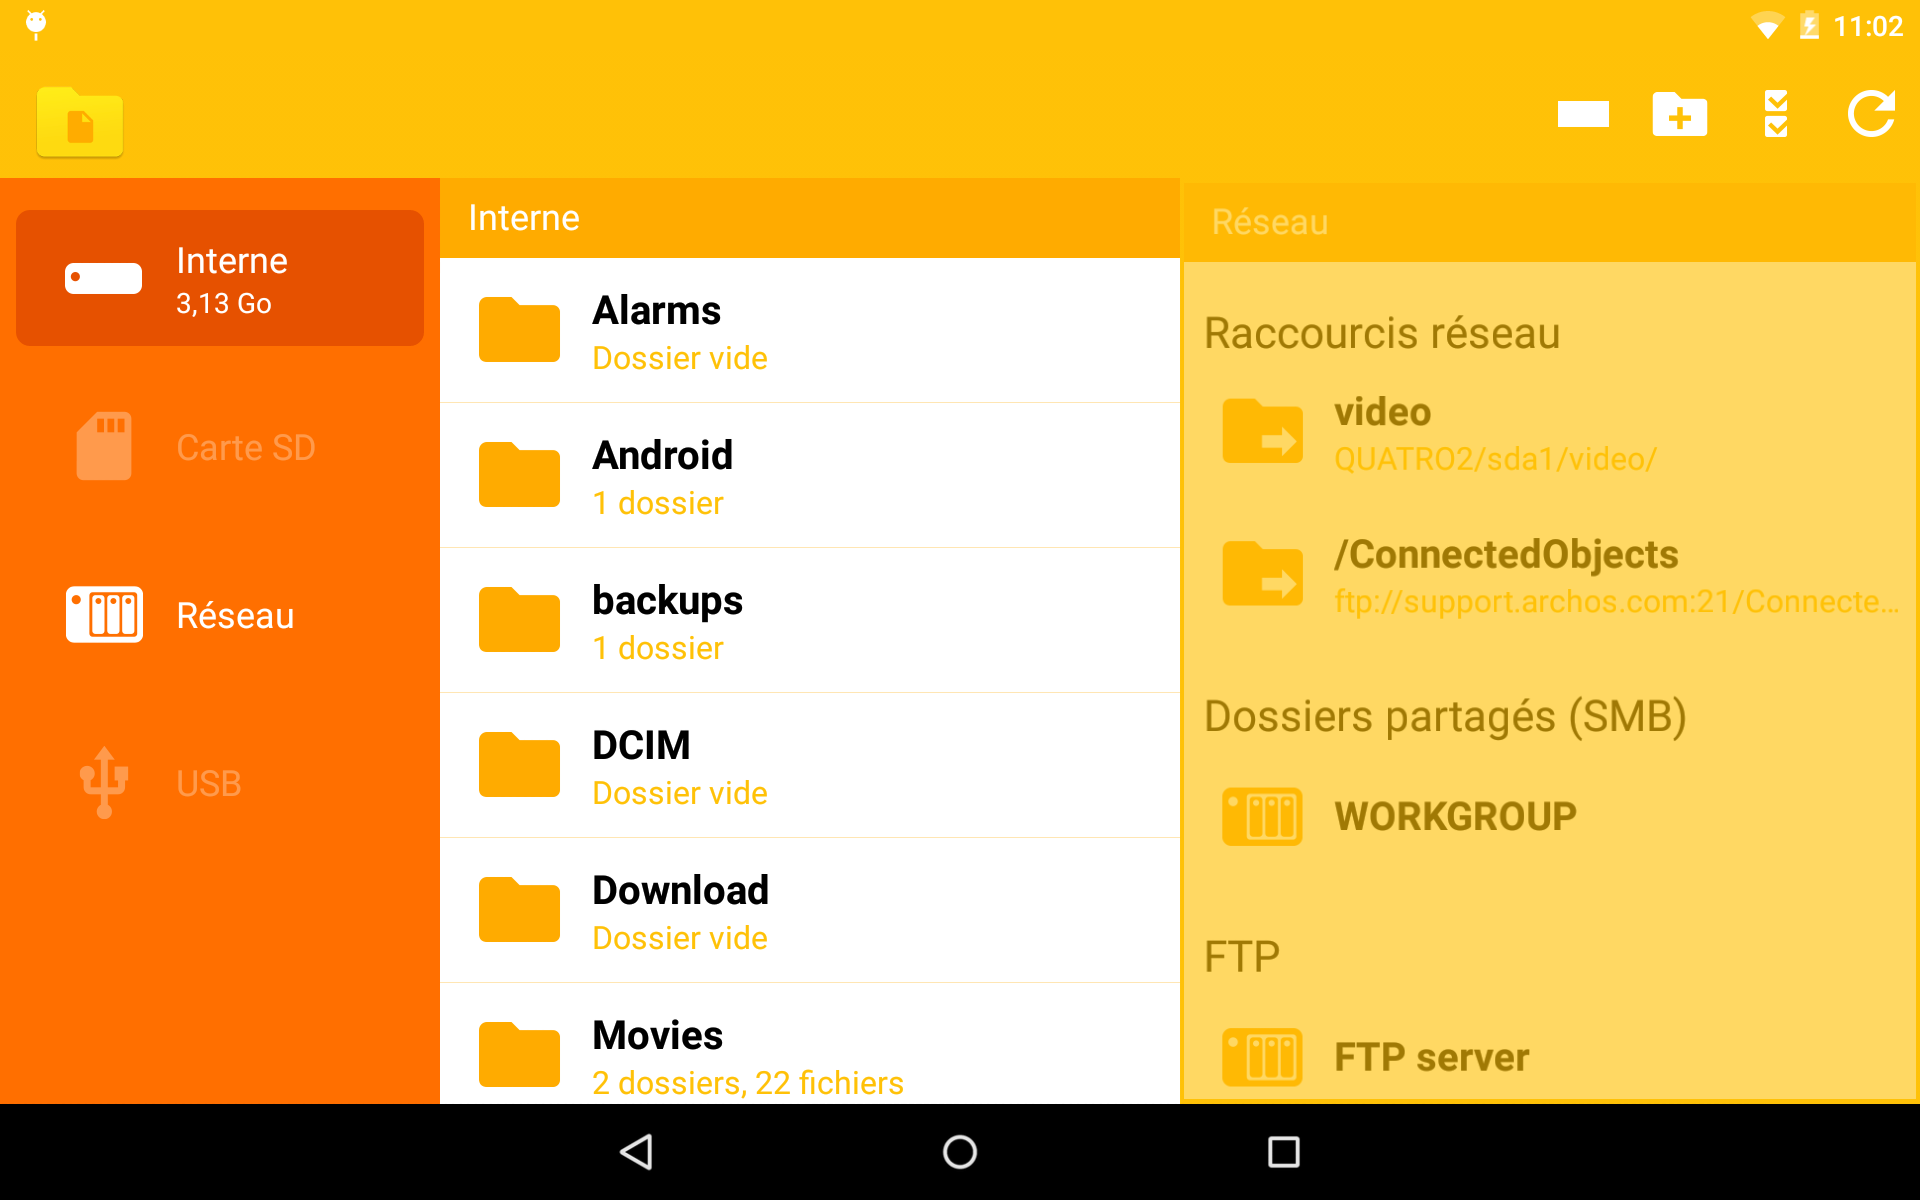 11:02
Interne
3,13 Go
Carte SD
Réseau
USB
Interne
Alarms
Dossier vide
Android
1 dossier
backups
1 dossier
DCIM
Dossier vide
Download
Dossier vide
Movies
2 dossiers, 22 fichiers
Réseau
Raccourcis réseau
video
QUATRO2/sda1/video/
/ConnectedObjects
ftp://support.archos.com:21/Connecte...
Dossiers partagés (SMB)
WORKGROUP
FTP
FTP server